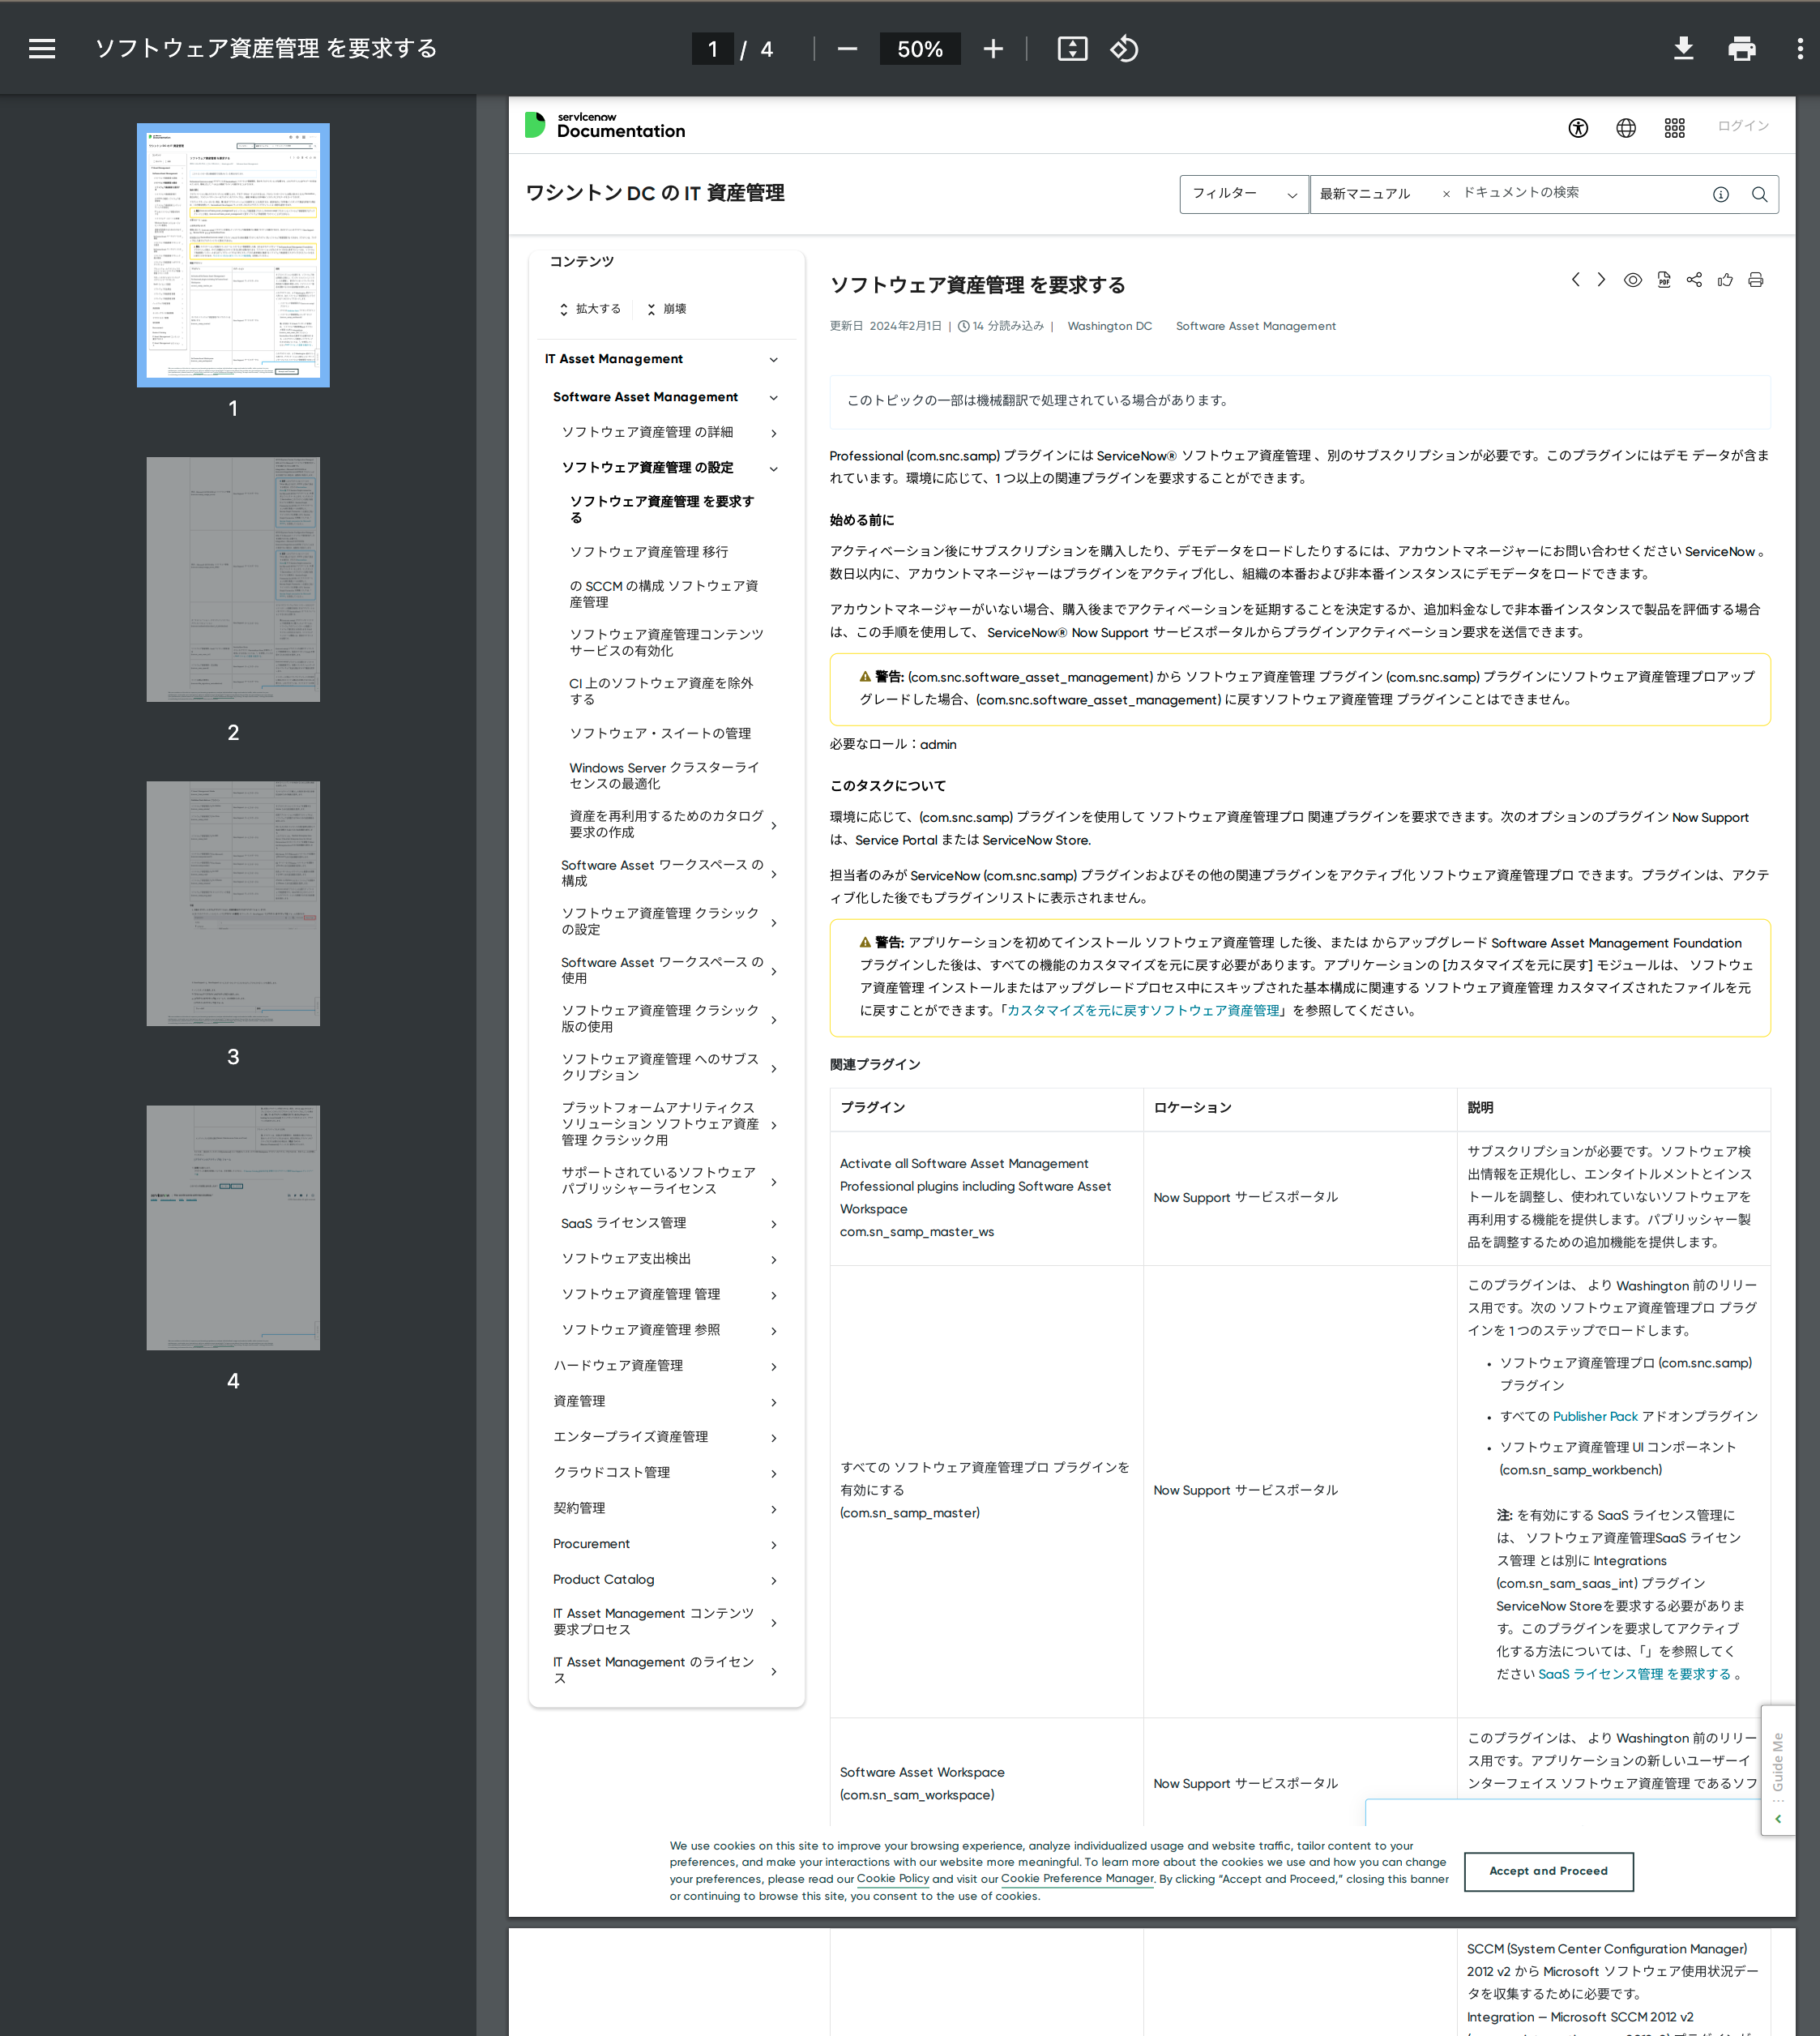 ソフトウェア資産管理 を要求する
1 / 4
50%
1
2
3
4
servicenow
Documentation
ログイン
ワシントン DC の IT 資産管理
フィルター
最新マニュアル ×
ドキュメントの検索
コンテンツ
拡大する
崩壊
IT Asset Management
Software Asset Management
ソフトウェア資産管理 の詳細
ソフトウェア資産管理 の設定
ソフトウェア資産管理 を要求す
る
ソフトウェア資産管理 移行
の SCCM の構成 ソフトウェア資
産管理
ソフトウェア資産管理コンテンツ
サービスの有効化
CI 上のソフトウェア資産を除外
する
ソフトウェア・スイートの管理
Windows Server クラスターライ
センスの最適化
資産を再利用するためのカタログ
要求の作成
Software Asset ワークスペース の
構成
ソフトウェア資産管理 クラシック
の設定
Software Asset ワークスペース の
使用
ソフトウェア資産管理 クラシック
版の使用
ソフトウェア資産管理 へのサブス
クリプション
プラットフォームアナリティクス
ソリューション ソフトウェア資産
管理 クラシック用
サポートされているソフトウェア
パブリッシャーライセンス
SaaS ライセンス管理
ソフトウェア支出検出
ソフトウェア資産管理 管理
ソフトウェア資産管理 参照
ハードウェア資産管理
資産管理
エンタープライズ資産管理
クラウドコスト管理
契約管理
Procurement
Product Catalog
IT Asset Management コンテンツ
要求プロセス
IT Asset Management のライセン
ス
ソフトウェア資産管理 を要求する
更新日 2024年2月1日 | 14 分読み込み | Washington DC Software Asset Management
このトピックの一部は機械翻訳で処理されている場合があります。
Professional (com.snc.samp) プラグインには ServiceNow® ソフトウェア資産管理 、別のサブスクリプションが必要です。このプラグインにはデモ データが含ま
れています。環境に応じて、1 つ以上の関連プラグインを要求することができます。
始める前に
アクティベーション後にサブスクリプションを購入したり、デモデータをロードしたりするには、アカウントマネージャーにお問い合わせください ServiceNow 。
数日以内に、アカウントマネージャーはプラグインをアクティブ化し、組織の本番および非本番インスタンスにデモデータをロードできます。
アカウントマネージャーがいない場合、購入後までアクティベーションを延期することを決定するか、追加料金なしで非本番インスタンスで製品を評価する場合
は、この手順を使用して、 ServiceNow® Now Support サービスポータルからプラグインアクティベーション要求を送信できます。
警告: (com.snc.software_asset_management) から ソフトウェア資産管理 プラグイン (com.snc.samp) プラグインにソフトウェア資産管理プロアップ
グレードした場合、(com.snc.software_asset_management) に戻すソフトウェア資産管理 プラグインことはできません。
必要なロール：admin
このタスクについて
環境に応じて、(com.snc.samp) プラグインを使用して ソフトウェア資産管理プロ 関連プラグインを要求できます。次のオプションのプラグイン Now Support
は、Service Portal または ServiceNow Store.
担当者のみが ServiceNow (com.snc.samp) プラグインおよびその他の関連プラグインをアクティブ化 ソフトウェア資産管理プロ できます。プラグインは、アクテ
ィブ化した後でもプラグインリストに表示されません。
警告: アプリケーションを初めてインストール ソフトウェア資産管理 した後、または からアップグレード Software Asset Management Foundation
プラグインした後は、すべての機能のカスタマイズを元に戻す必要があります。アプリケーションの [カスタマイズを元に戻す] モジュールは、 ソフトウェ
ア資産管理 インストールまたはアップグレードプロセス中にスキップされた基本構成に関連する ソフトウェア資産管理 カスタマイズされたファイルを元
に戻すことができます。「カスタマイズを元に戻すソフトウェア資産管理」を参照してください。
関連プラグイン
プラグイン ロケーション 説明
Activate all Software Asset Management
Professional plugins including Software Asset
Workspace
com.sn_samp_master_ws
Now Support サービスポータル
サブスクリプションが必要です。ソフトウェア検
出情報を正規化し、エンタイトルメントとインス
トールを調整し、使われていないソフトウェアを
再利用する機能を提供します。パブリッシャー製
品を調整するための追加機能を提供します。
すべての ソフトウェア資産管理プロ プラグインを
有効にする
(com.sn_samp_master)
Now Support サービスポータル
このプラグインは、 より Washington 前のリリー
ス用です。次の ソフトウェア資産管理プロ プラグ
インを 1 つのステップでロードします。
• ソフトウェア資産管理プロ (com.snc.samp)
プラグイン
• すべての Publisher Pack アドオンプラグイン
• ソフトウェア資産管理 UI コンポーネント
(com.sn_samp_workbench)
注: を有効にする SaaS ライセンス管理に
は、 ソフトウェア資産管理SaaS ライセン
ス管理 とは別に Integrations
(com.sn_sam_saas_int) プラグイン
ServiceNow Storeを要求する必要がありま
す。このプラグインを要求してアクティブ
化する方法については、「」を参照してく
ださい SaaS ライセンス管理 を要求する 。
Software Asset Workspace
(com.sn_sam_workspace)
Now Support サービスポータル
このプラグインは、 より Washington 前のリリー
ス用です。アプリケーションの新しいユーザーイ
ンターフェイス ソフトウェア資産管理 であるソフ
Guide Me
We use cookies on this site to improve your browsing experience, analyze individualized usage and website traffic, tailor content to your
preferences, and make your interactions with our website more meaningful. To learn more about the cookies we use and how you can change
your preferences, please read our Cookie Policy and visit our Cookie Preference Manager. By clicking “Accept and Proceed,” closing this banner
or continuing to browse this site, you consent to the use of cookies.
Accept and Proceed
SCCM (System Center Configuration Manager)
2012 v2 から Microsoft ソフトウェア使用状況デー
タを収集するために必要です。
Integration – Microsoft SCCM 2012 v2